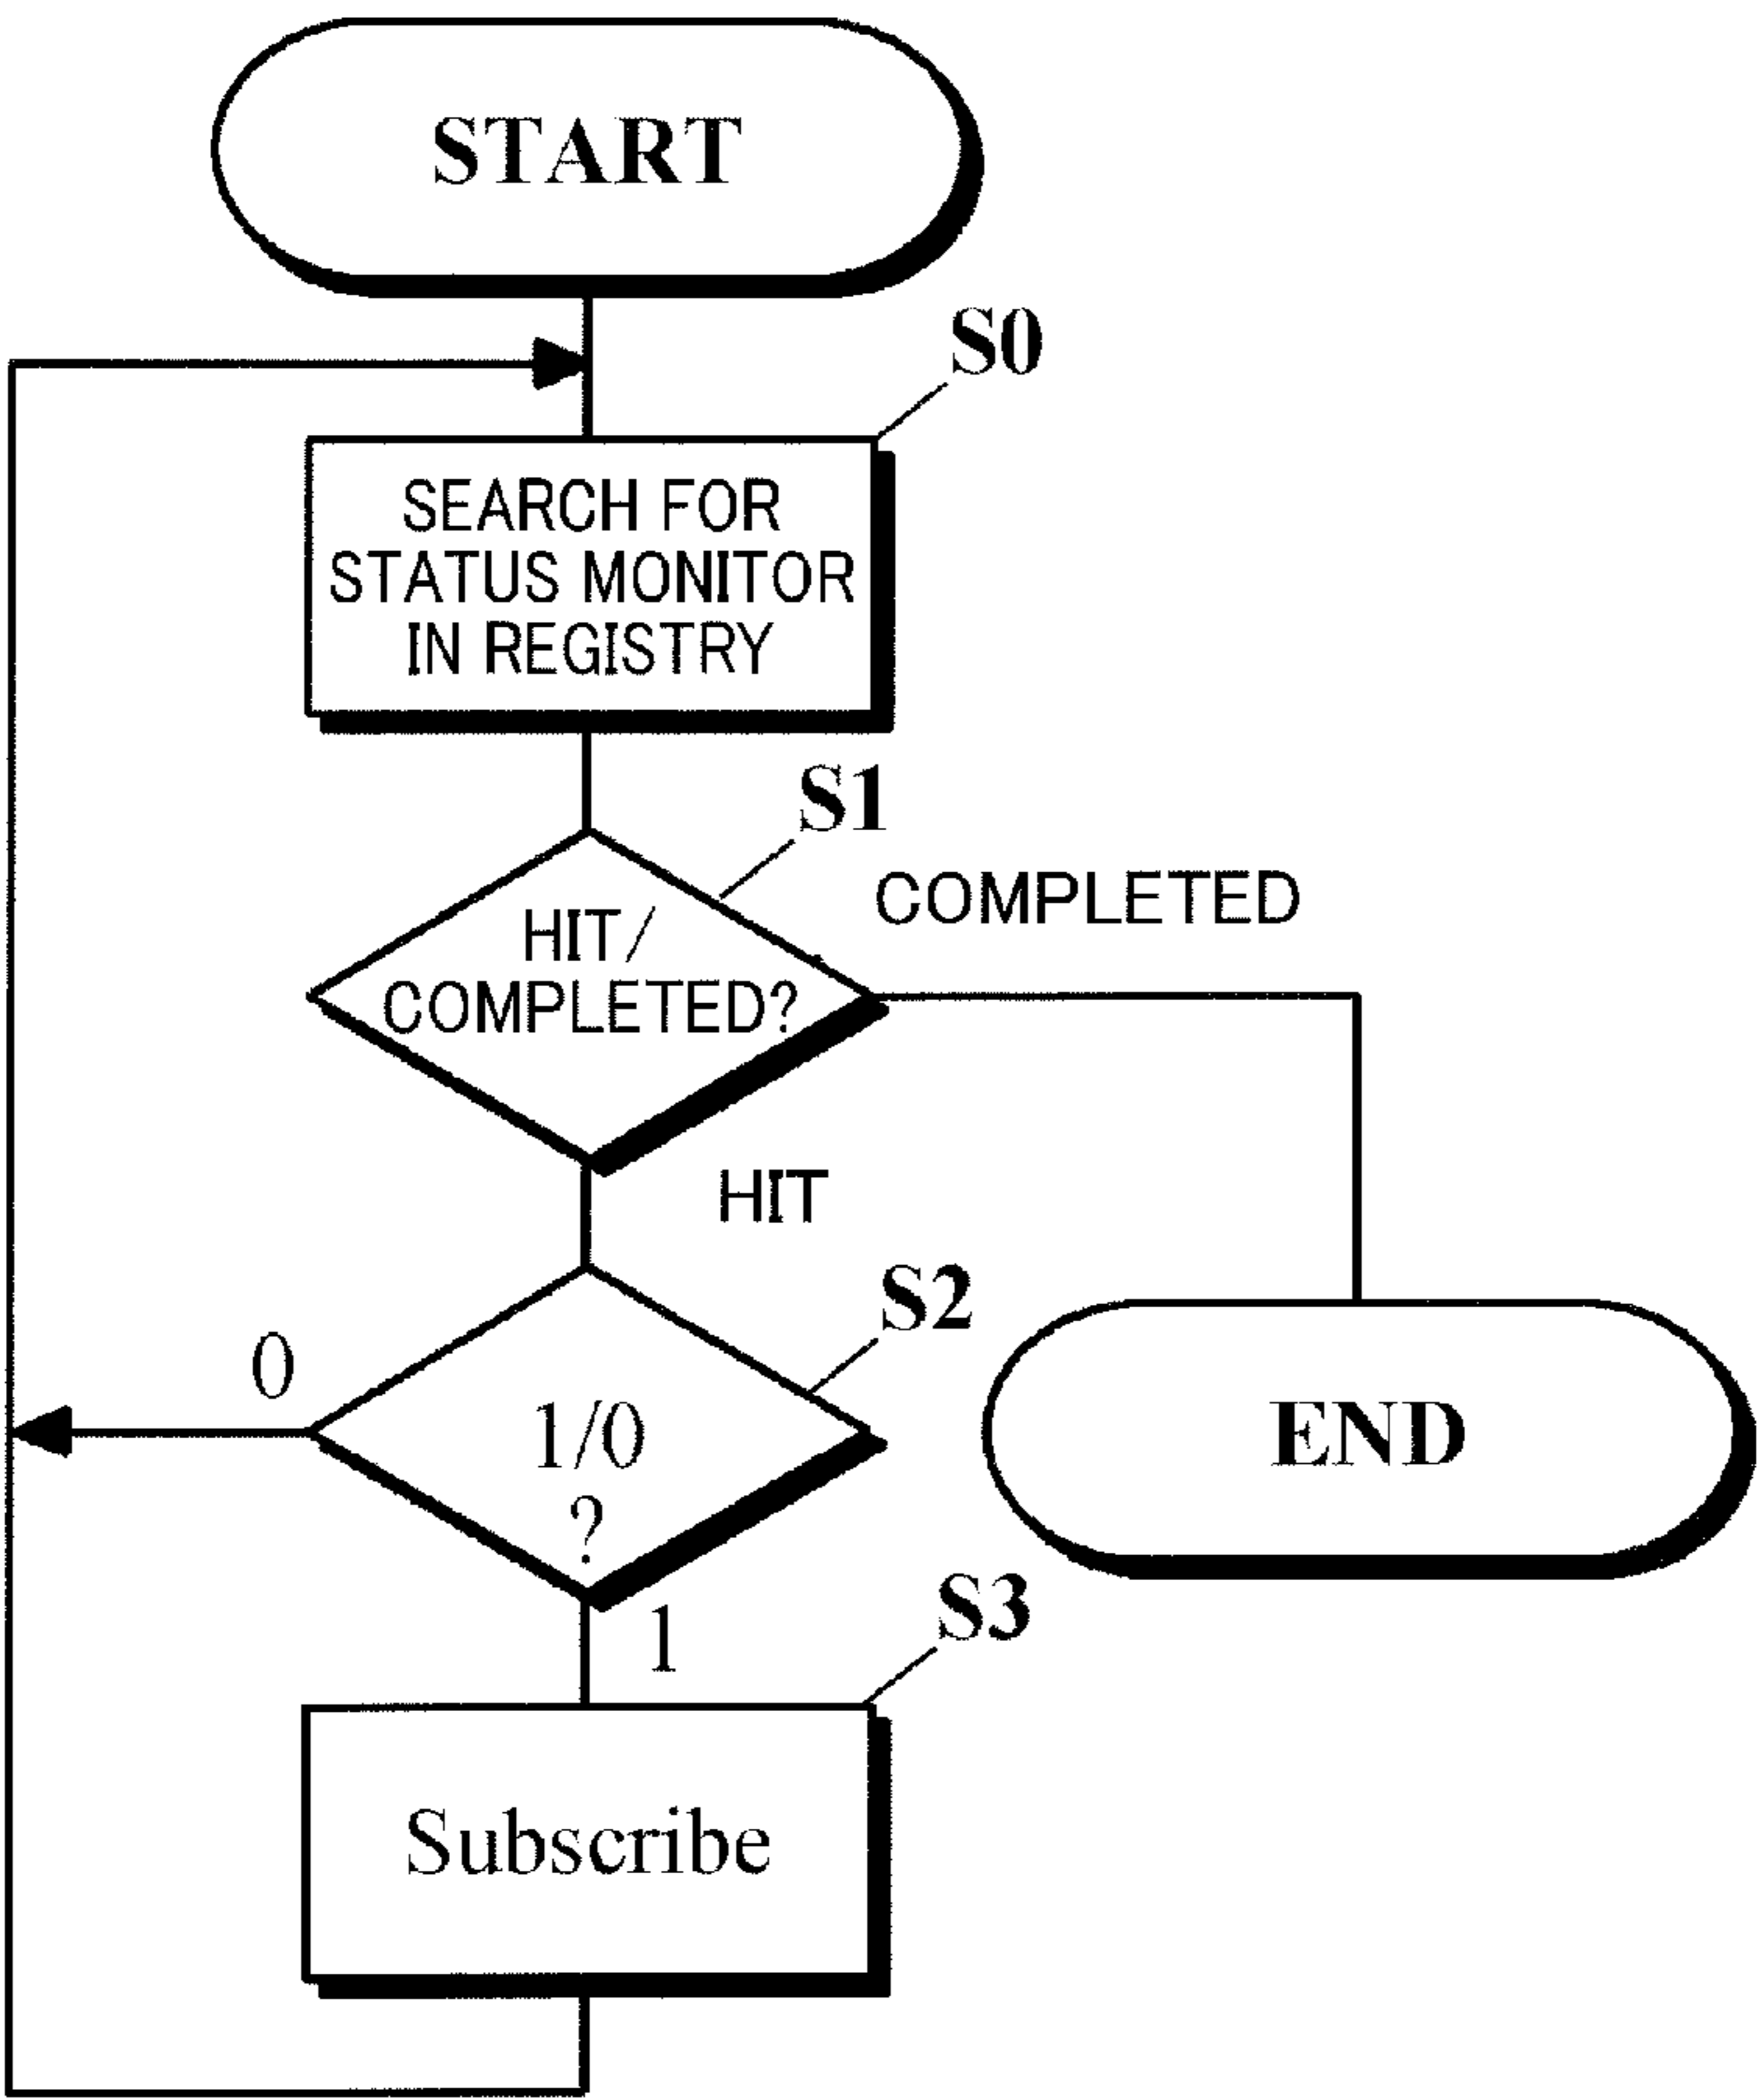 START
S0
SEARCH FOR
STATUS MONITOR
IN REGISTRY
S1
COMPLETED
HIT/
COMPLETED?
HIT
S2
0
1/0
?
END
1
S3
Subscribe